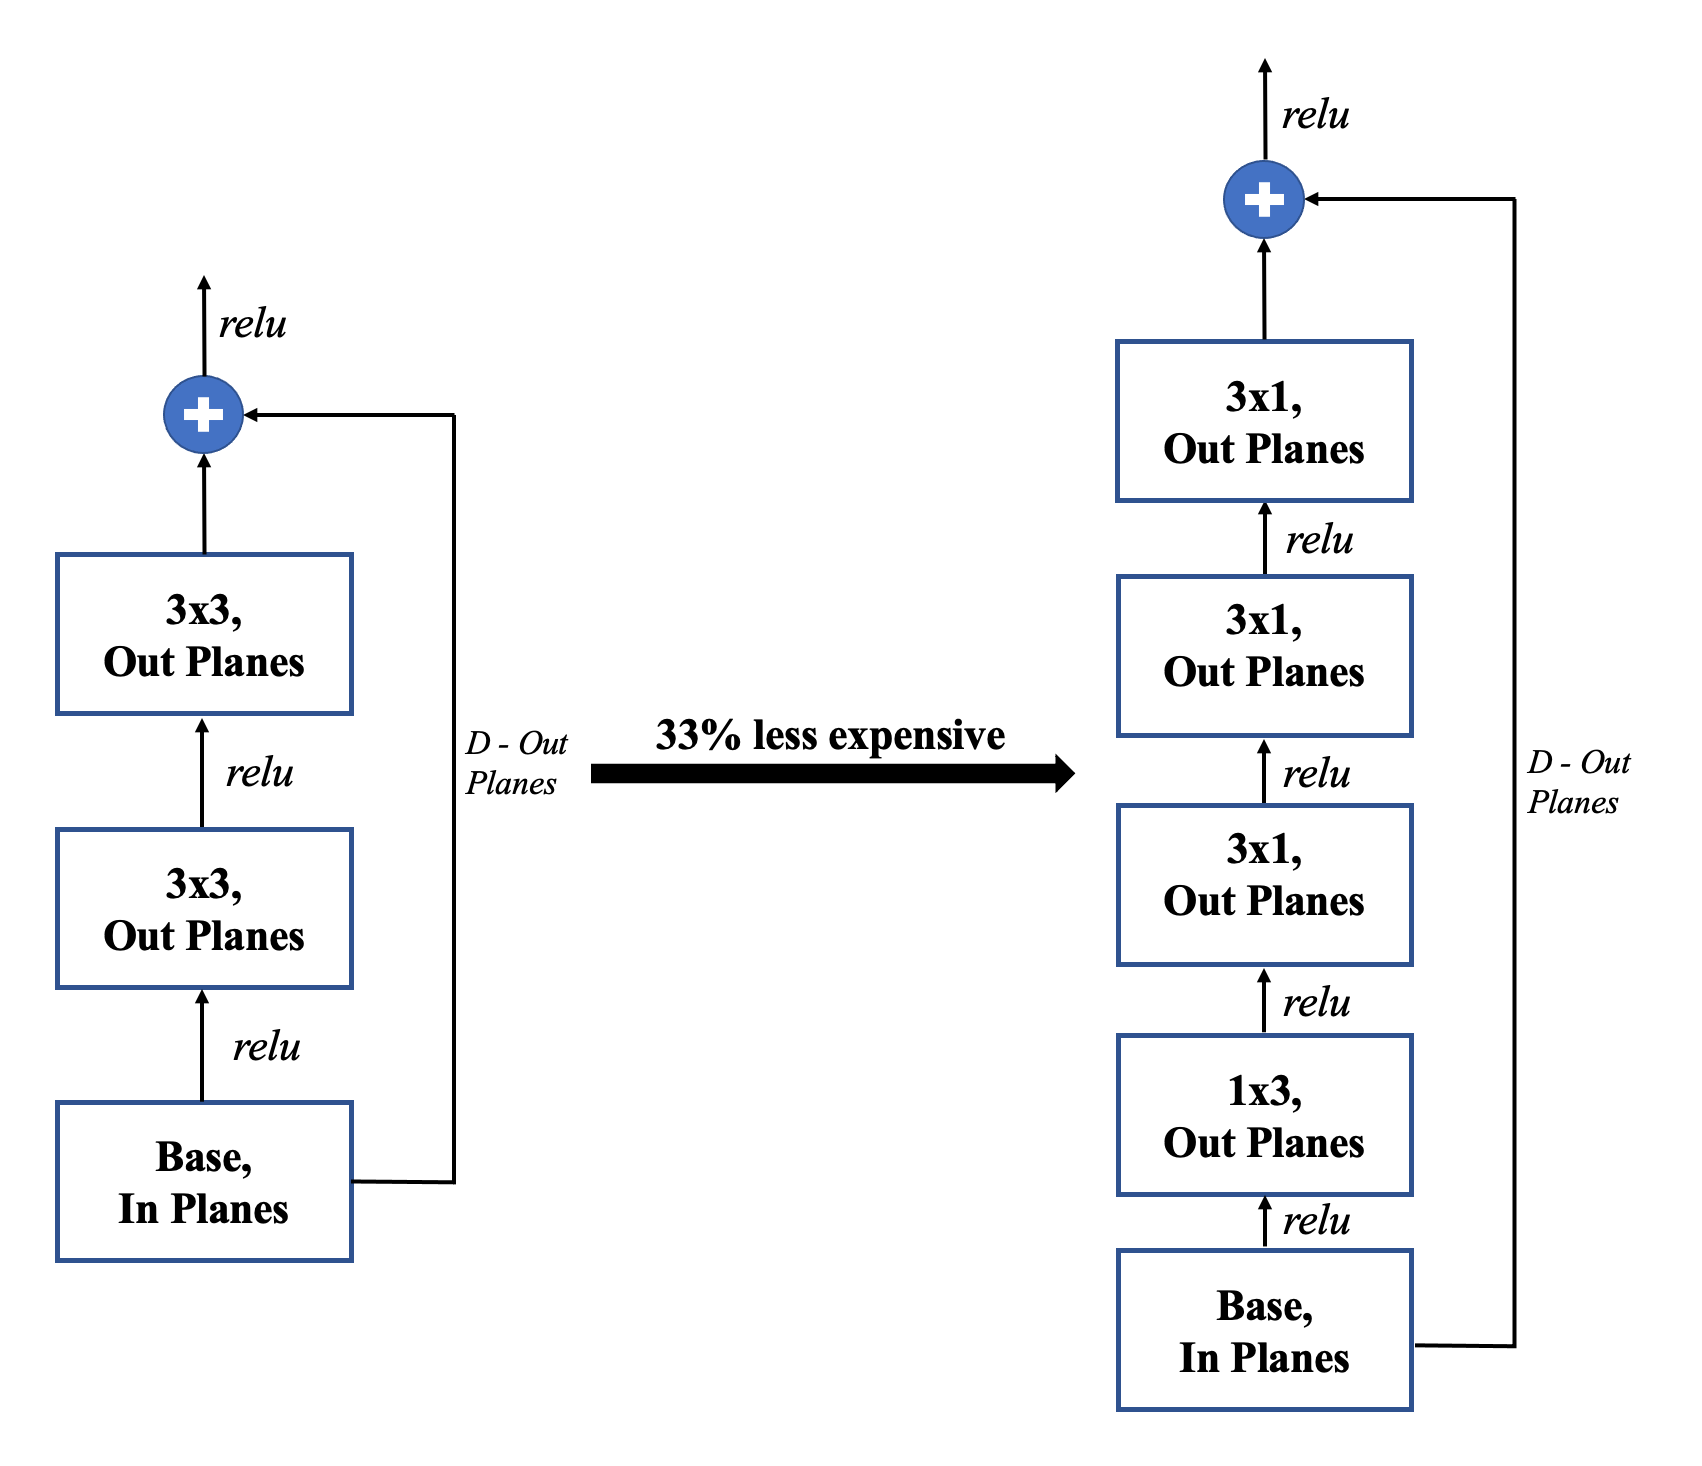 relu
3x3,
Out Planes
relu
3x3,
Out Planes
relu
Base,
In Planes
D - Out
Planes
33% less expensive
relu
3x1,
Out Planes
relu
3x1,
Out Planes
relu
3x1,
Out Planes
relu
1x3,
Out Planes
relu
Base,
In Planes
D - Out
Planes